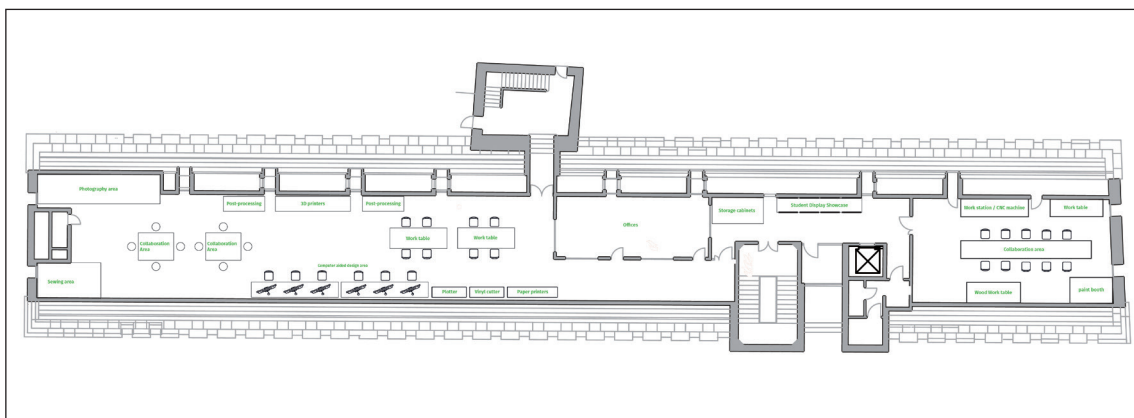 Photography area
Post-processing
3D printers
Post-processing
Storage cabinets
Student Display Showcase
Work station / CNC machine
Work table
Offices
Collaboration
Area
Collaboration
Area
Work table
Work table
Collaboration area
Sewing area
Computer aided design area
Plotter
Vinyl cutter
Paper printers
Wood Work table
paint booth